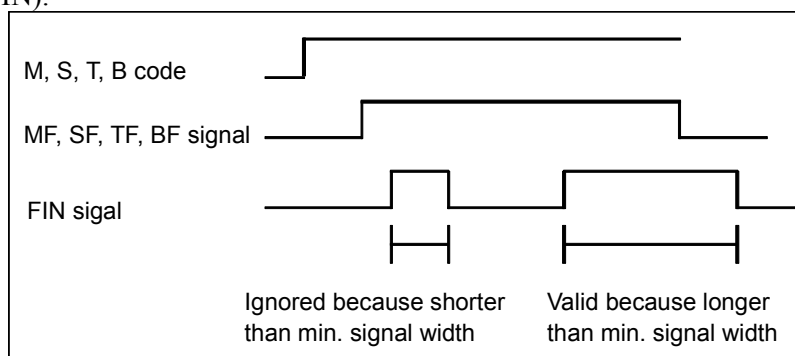 IN).
M, S, T, B code
MF, SF, TF, BF signal
FIN sigal
Ignored because shorter
than min. signal width
Valid because longer
than min. signal width